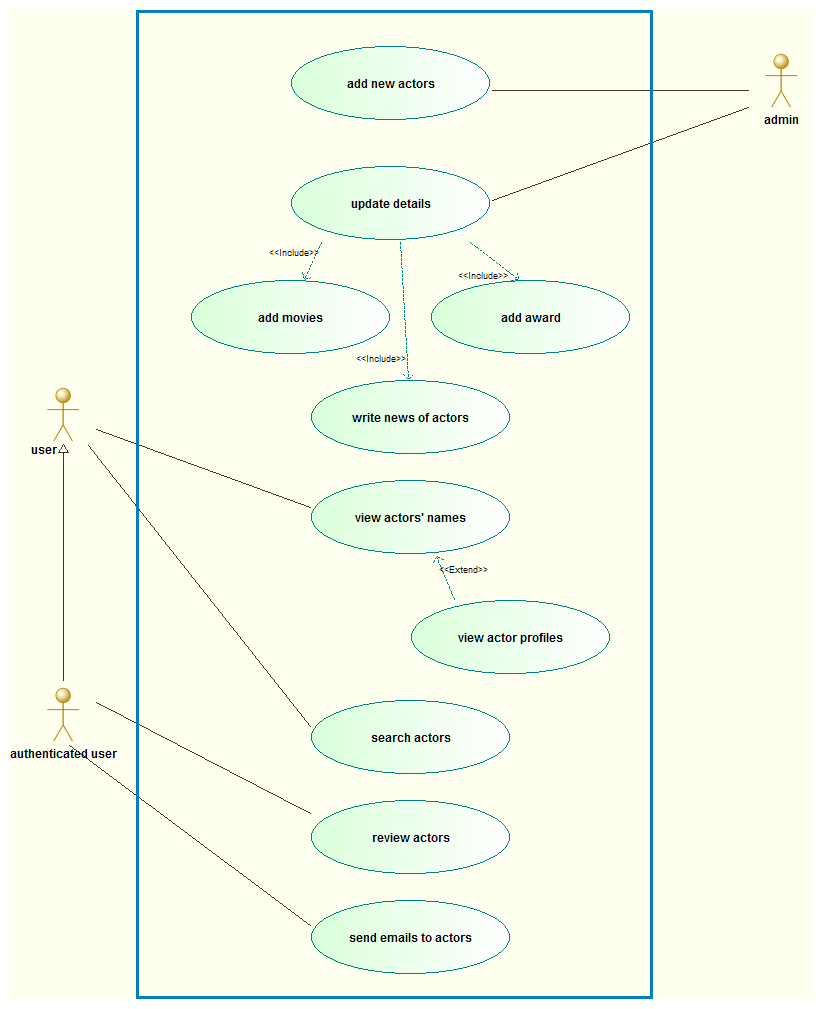 add new actors
admin
update details
<<Include>>
<<Include>>
add movies
add award
<<Include>>
write news of actors
user
view actors' names
<<Extend>>
view actor profiles
search actors
authenticated user
review actors
send emails to actors